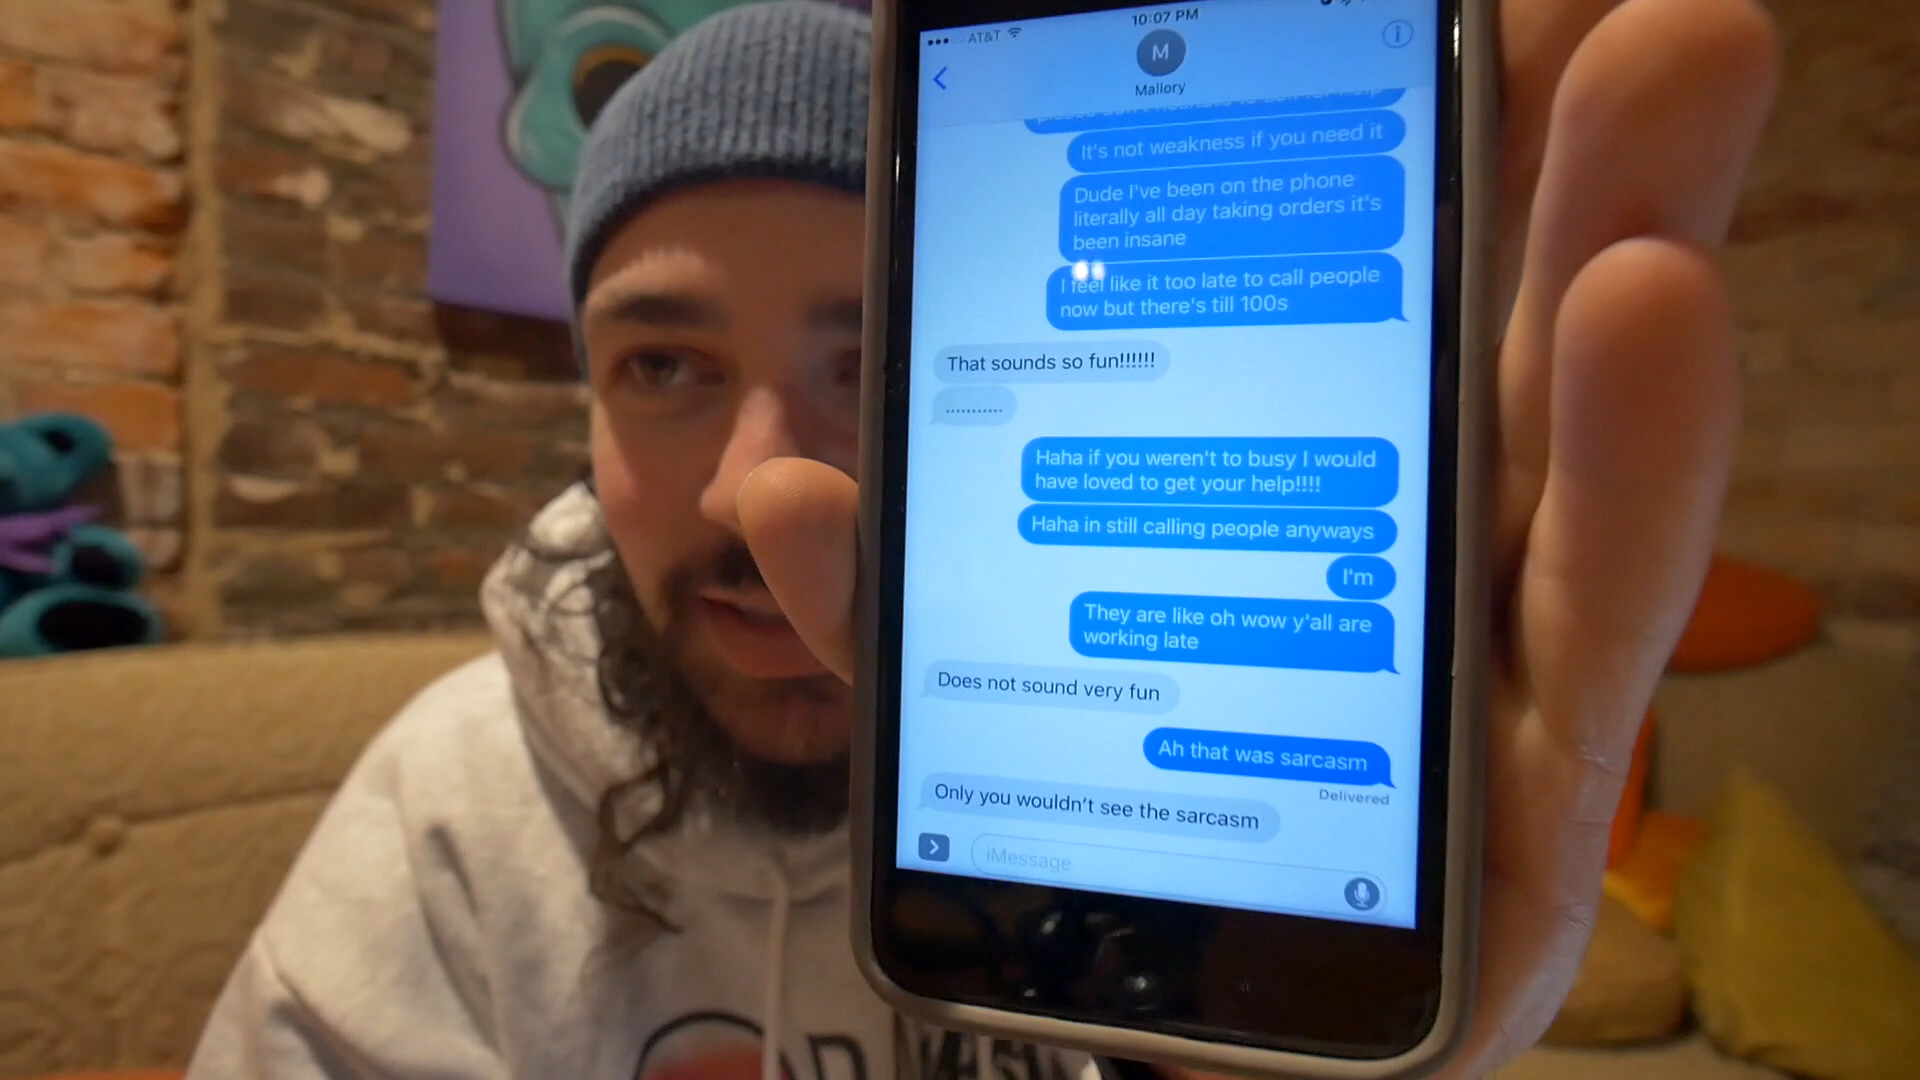 10:07 PM
AT&T
M
Mallory
It's not weakness if you need it
Dude I've been on the phone
literally all day taking orders it's
been insane
I feel like it too late to call people
now but there's till 100s
That sounds so fun!!!!!!
...........
Haha if you weren't to busy I would
have loved to get your help!!!!
Haha in still calling people anyways
I'm
They are like oh wow y'all are
working late
Does not sound very fun
Ah that was sarcasm
Delivered
Only you wouldn't see the sarcasm
iMessage